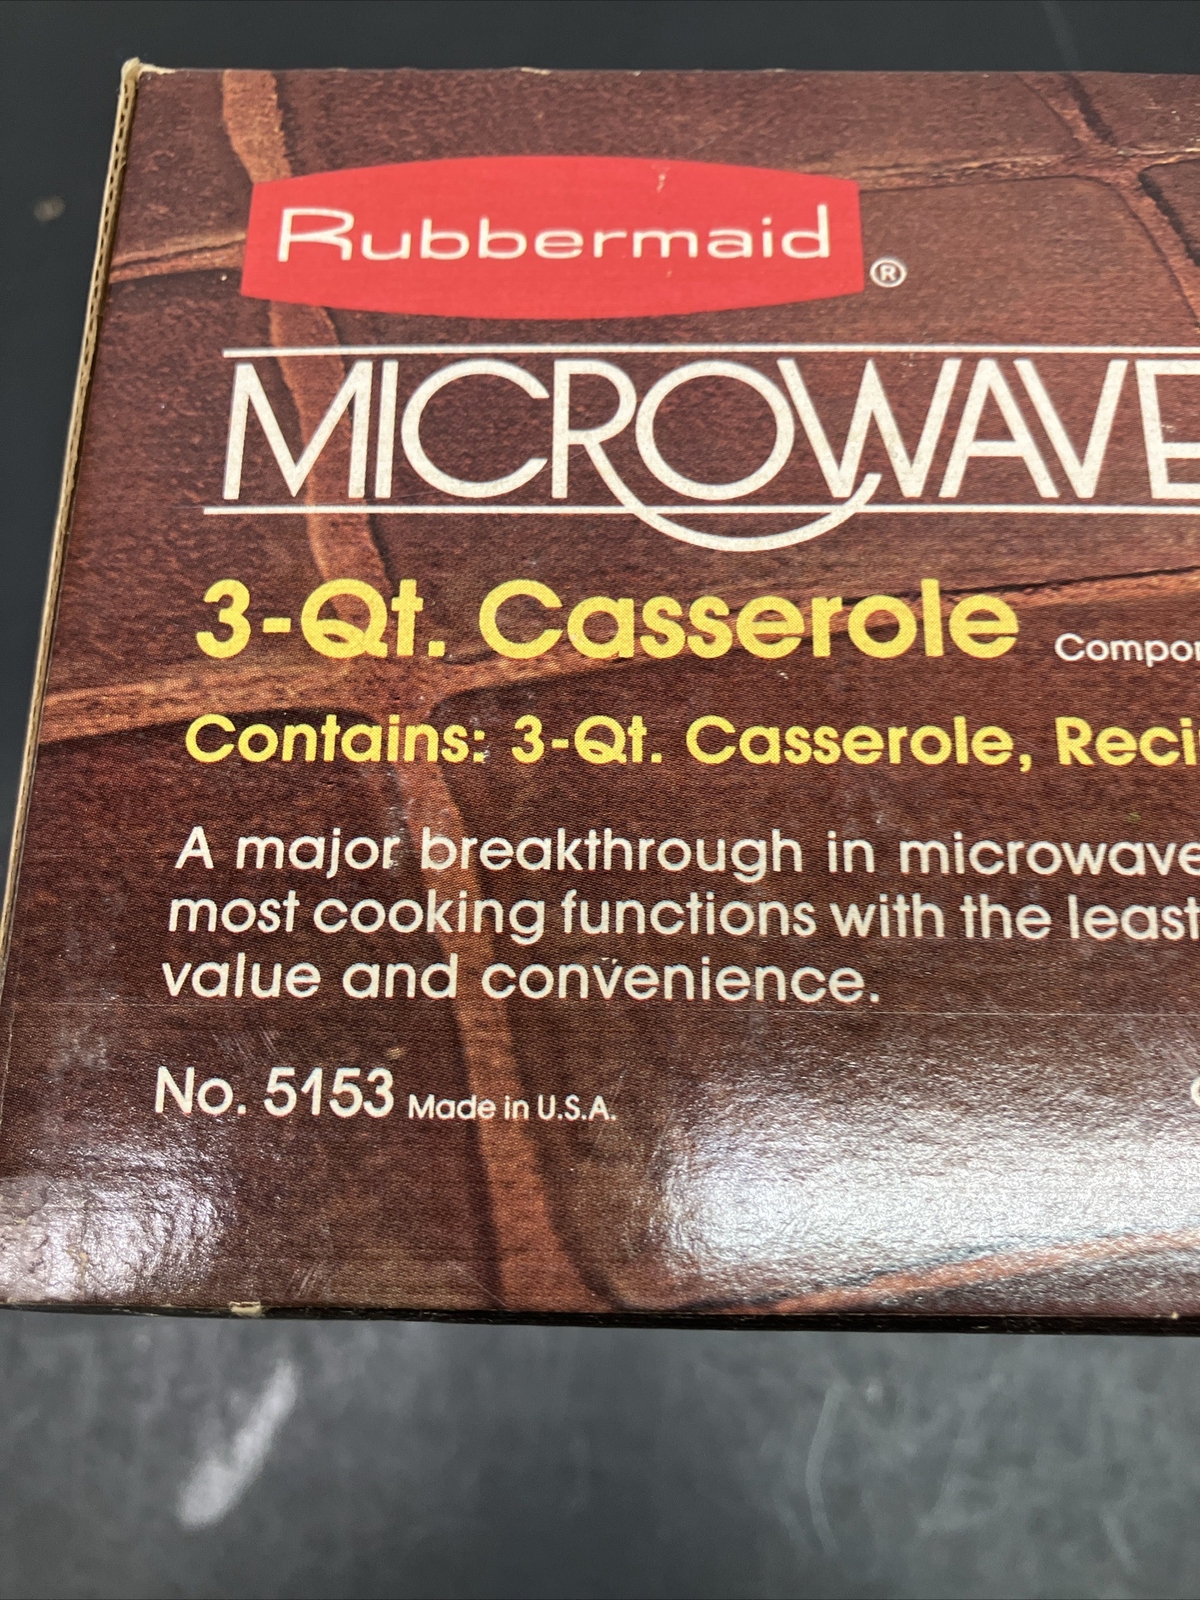 Rubbermaid ®
MICROWAVE
3-Qt. Casserole
Contains: 3-Qt. Casserole,
A major breakthrough in microwave
most cooking functions with the least
value and convenience.
No. 5153 Made in U.S.A.